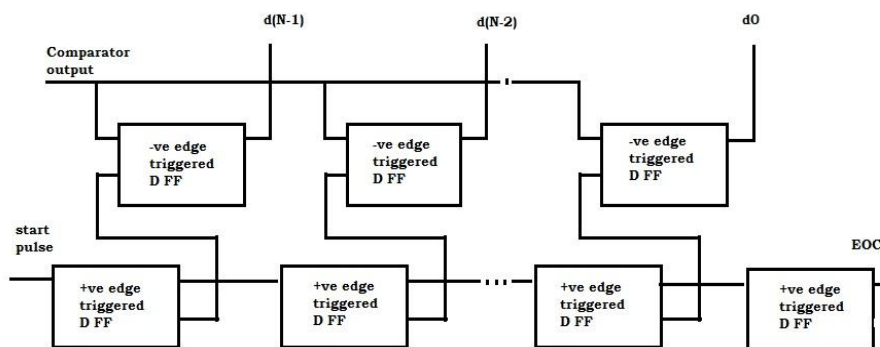 d(N-1)
d(N-2)
d0
Comparator
output
-ve edge
triggered
D FF
-ve edge
triggered
D FF
-ve edge
triggered
D FF
start
pulse
EOC
+ve edge
triggered
D FF
+ve edge
triggered
D FF
+ve edge
triggered
D FF
+ve edge
triggered
D FF